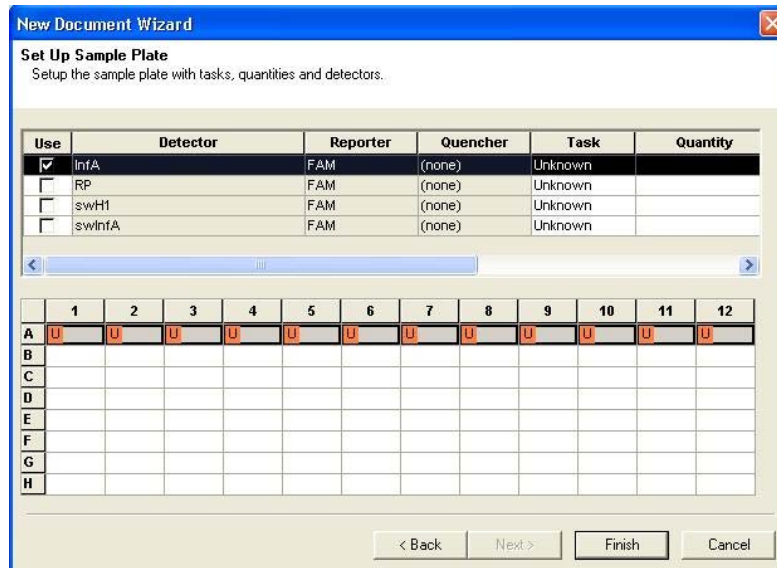 New Document Wizard
Set Up Sample Plate
Setup the sample plate with tasks, quantities and detectors.
Use Detector Reporter Quencher Task Quantity
InfA FAM (none) Unknown
RP FAM (none) Unknown
swH1 FAM (none) Unknown
swInfA FAM (none) Unknown
1 2 3 4 5 6 7 8 9 10 11 12
A U U U U U U U U U U U U
B
C
D
E
F
G
H
< Back Next > Finish Cancel